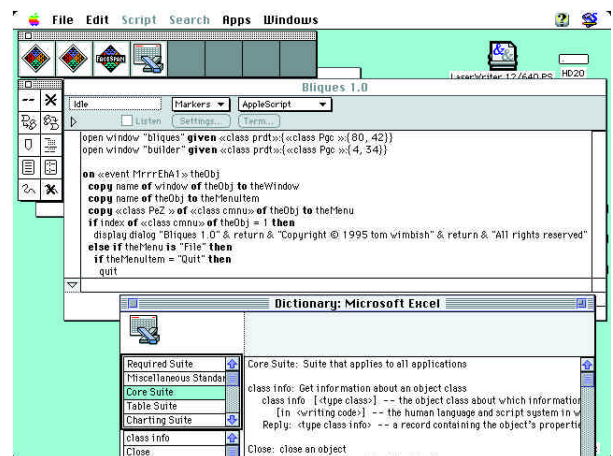 File Edit Script Search Apps Windows
FACESPAN
LaserWriter 12/640 PS
HD20
Bliques 1.0
Idle
Markers
AppleScript
Listen
Settings...
Term...
open window "bliques" given «class prdt»:{«class Pgc »:{80, 42}}
open window "builder" given «class prdt»:{«class Pgc »:{4, 34}}
on «event MrrrEhA1» theObj
copy name of window of theObj to theWindow
copy name of theObj to theMenuItem
copy «class PeZ » of «class cmnu» of theObj to theMenu
if index of «class cmnu» of theObj = 1 then
display dialog "Bliques 1.0" & return & "Copyright © 1995 tom wimbish" & return & "All rights reserved"
else if theMenu is "File" then
if theMenuItem = "Quit" then
quit
Dictionary: Microsoft Excel
Required Suite
Miscellaneous Standar
Core Suite
Table Suite
Charting Suite
class info
Close
Core Suite: Suite that applies to all applications
class info: Get information about an object class
class info [<type class>] -- the object class about which information
[in <writing code>] -- the human language and script system in w
Reply: <type class info> -- a record containing the object's propertie
Close: close an object